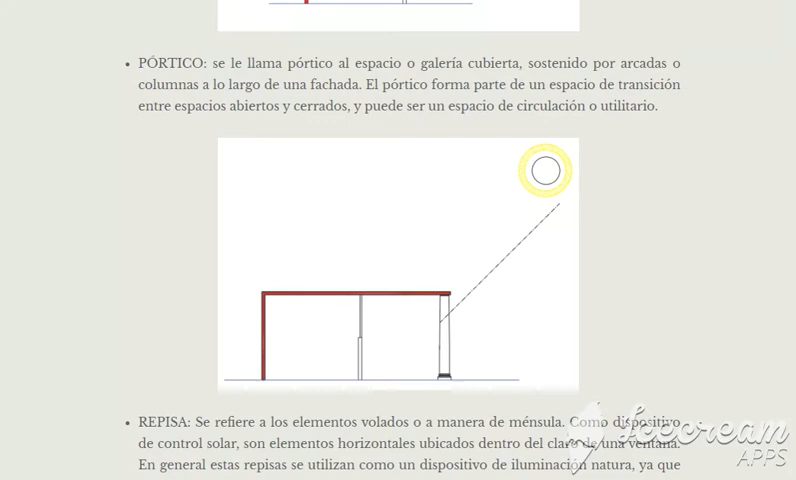 PÓRTICO: se le llama pórtico al espacio o galería cubierta, sostenido por arcadas o
columnas a lo largo de una fachada. El pórtico forma parte de un espacio de transición
entre espacios abiertos y cerrados, y puede ser un espacio de circulación o utilitario.
REPISA: Se refiere a los elementos volados o a manera de ménsula. Como dispositivo
de control solar, son elementos horizontales ubicados dentro del claro de una ventana.
En general estas repisas se utilizan como un dispositivo de iluminación natura, ya que
Icecream
APPS